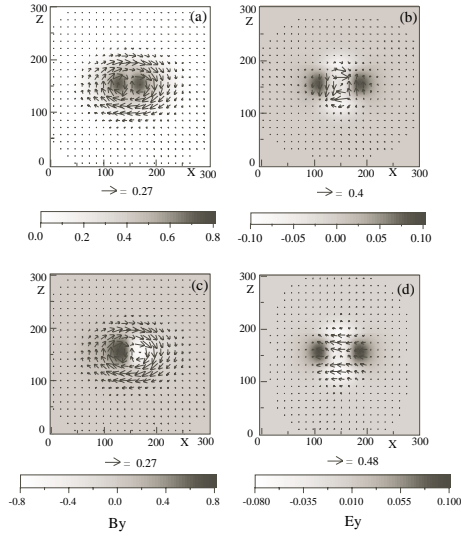 300 (a)
Z
200
100
0
0 100 200 X 300
= 0.27
0.0 0.2 0.4 0.6 0.8
300 (b)
Z
200
100
0
0 100 200 X 300
= 0.4
-0.10 -0.05 0.00 0.05 0.10
300 (c)
Z
200
100
0
0 100 200 X 300
= 0.27
-0.8 -0.4 0.0 0.4 0.8
By
300 (d)
Z
200
100
0
0 100 200 X 300
= 0.48
-0.080 -0.035 0.010 0.055 0.100
Ey